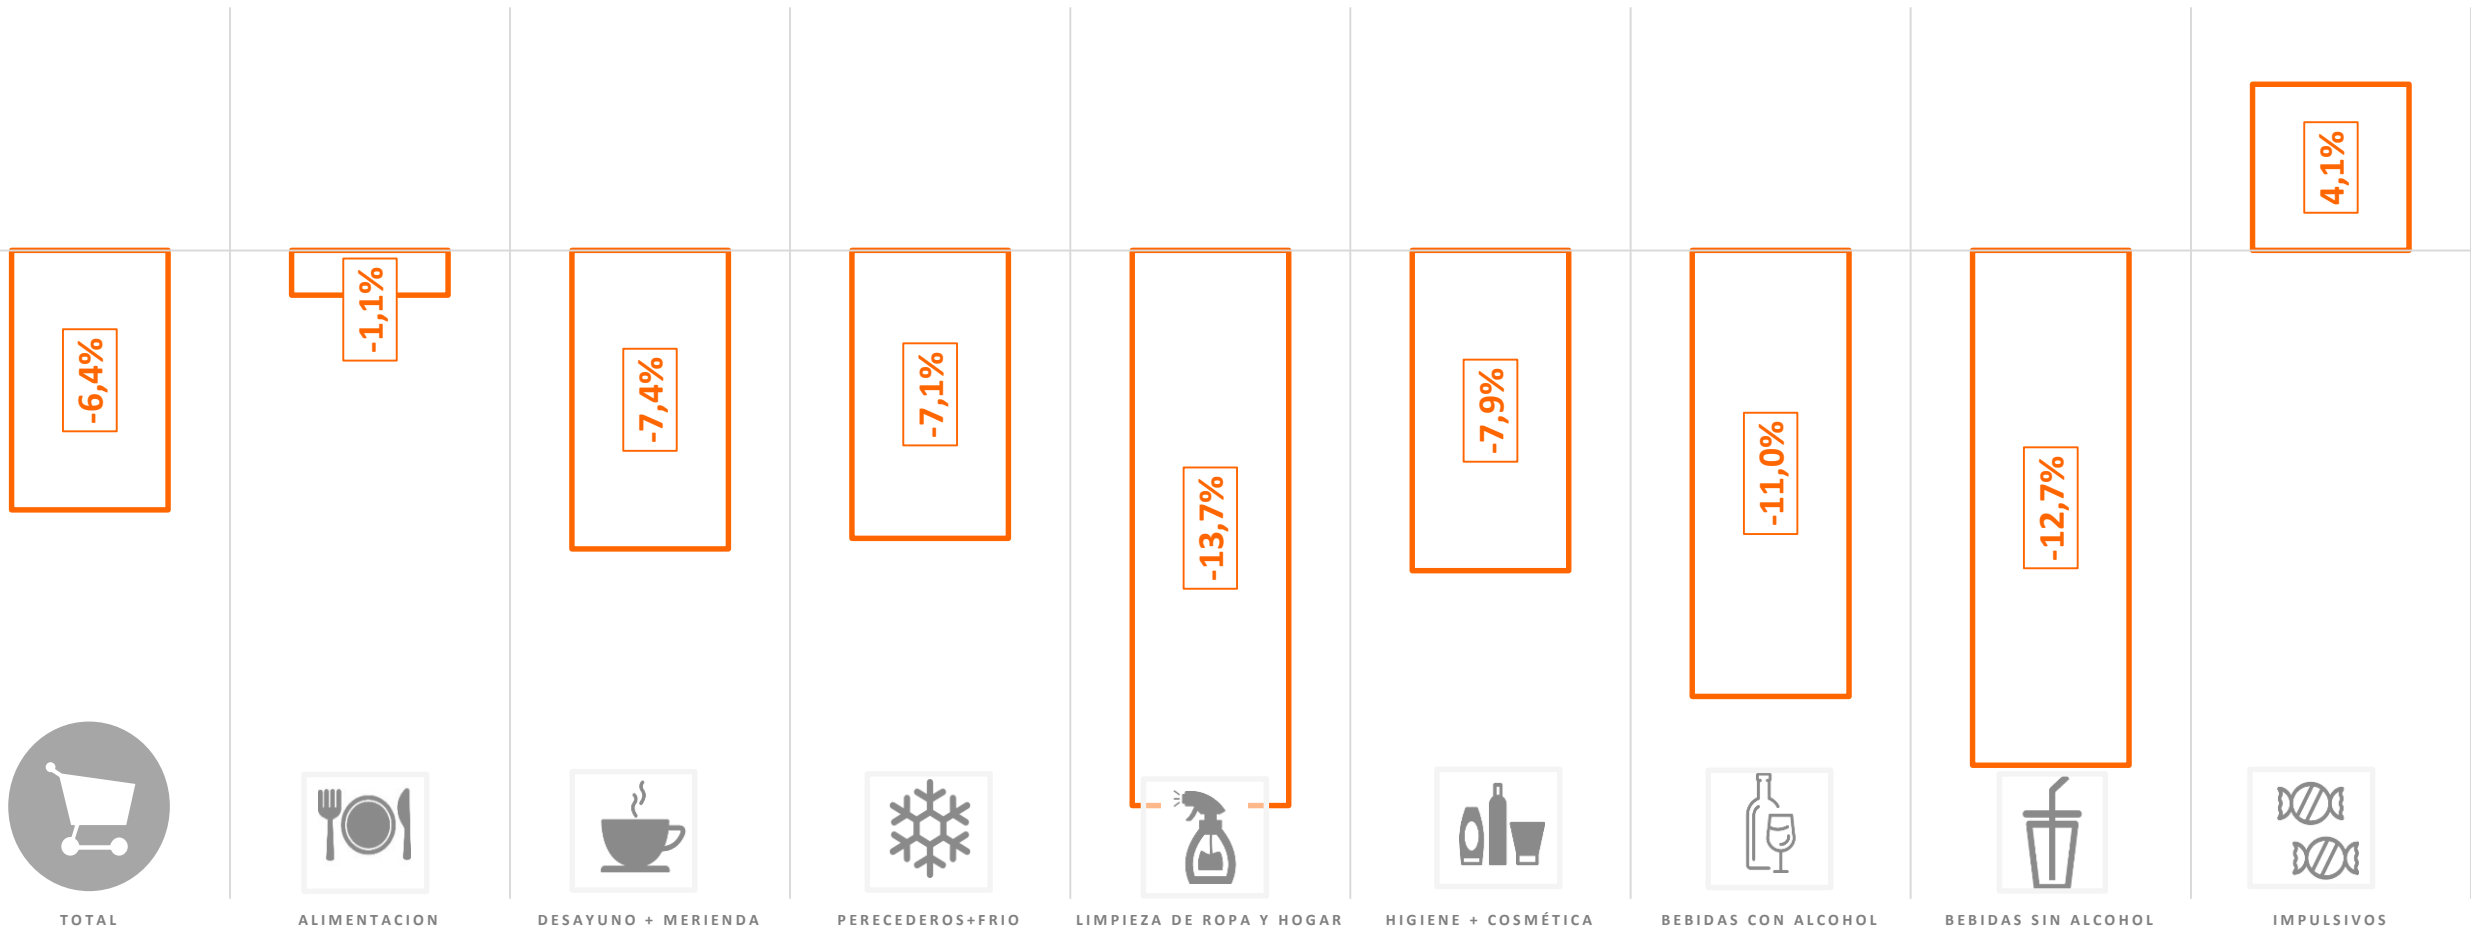 4,1%
-6,4%
-1,1%
-7,4%
-7,1%
-13,7%
-7,9%
-11,0%
-12,7%
TOTAL
ALIMENTACION
DESAYUNO + MERIENDA
PERECEDEROS+FRIO
LIMPIEZA DE ROPA Y HOGAR
HIGIENE + COSMÉTICA
BEBIDAS CON ALCOHOL
BEBIDAS SIN ALCOHOL
IMPULSIVOS